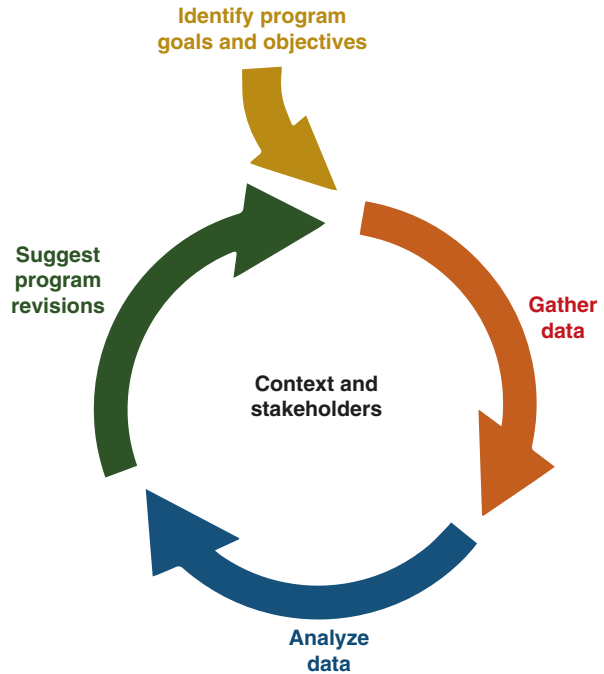 Identify program
goals and objectives
Suggest
program
revisions
Gather
data
Context and
stakeholders
Analyze
data